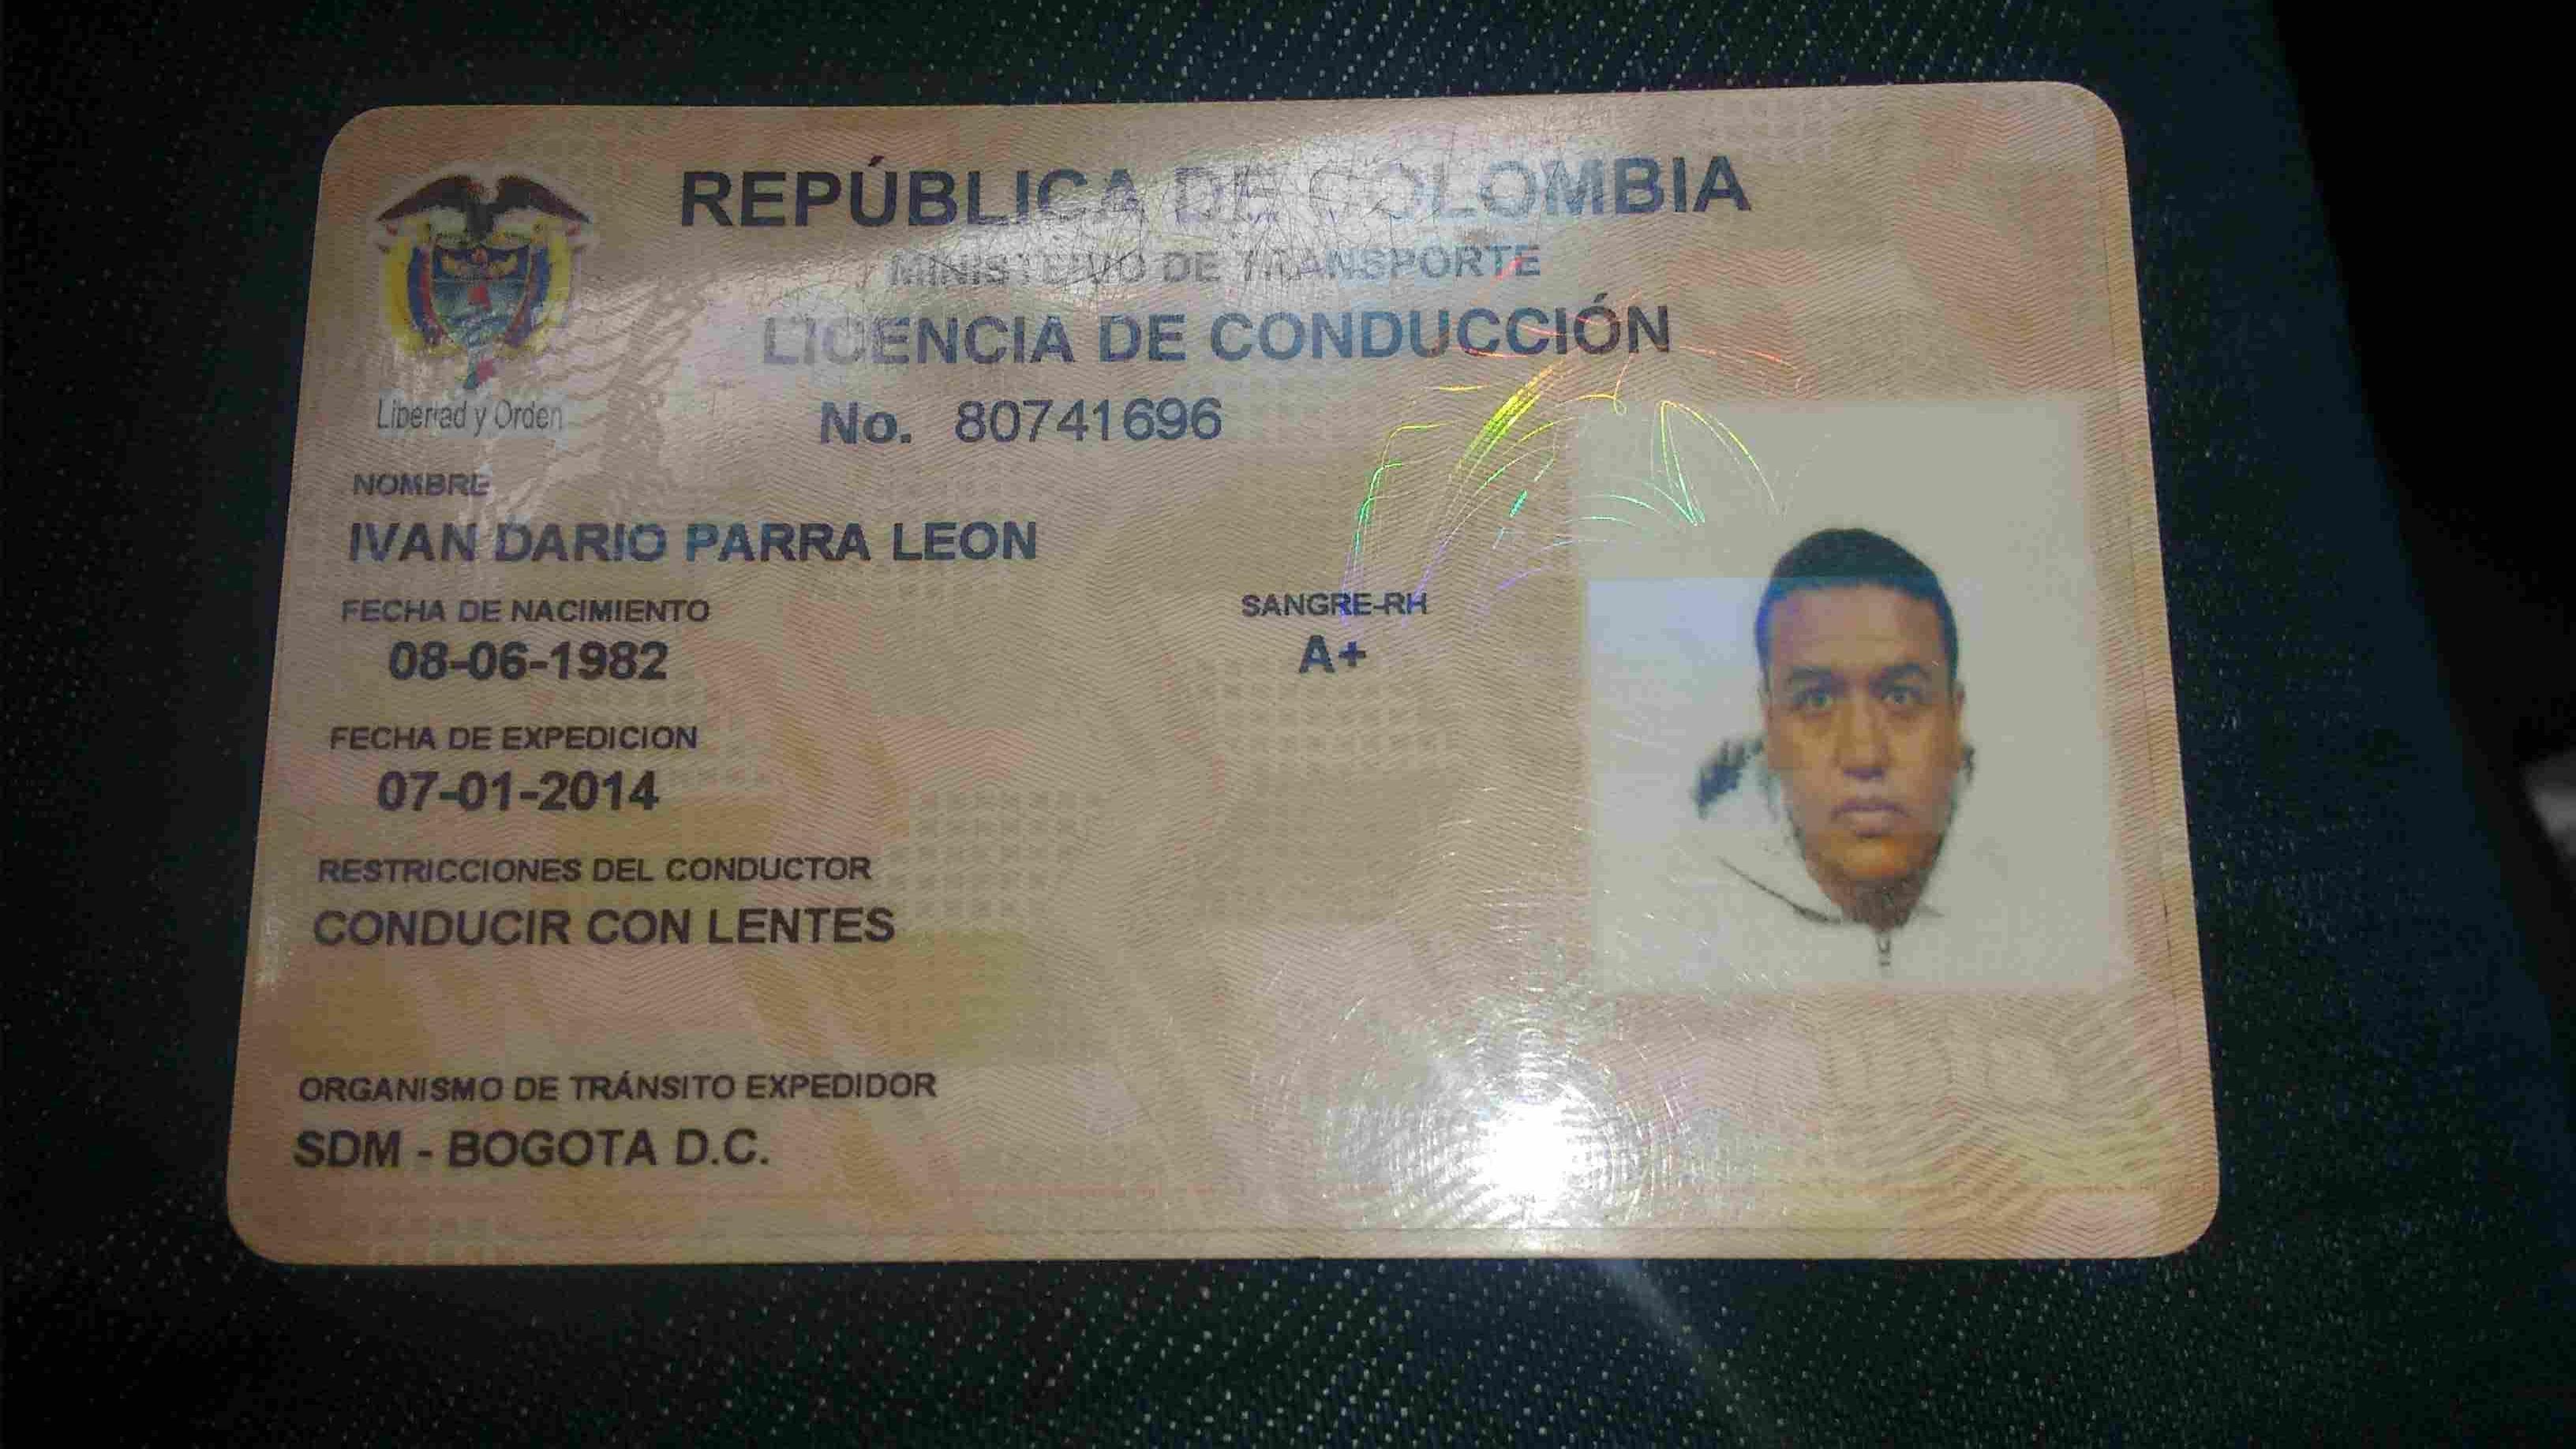 REPÚBLICA DE COLOMBIA
MINISTERIO DE TRANSPORTE
LICENCIA DE CONDUCCIÓN
No. 80741696
Libertad y Orden
NOMBRE
IVAN DARIO PARRA LEON
FECHA DE NACIMIENTO
08-06-1982
SANGRE-RH
A+
FECHA DE EXPEDICION
07-01-2014
RESTRICCIONES DEL CONDUCTOR
CONDUCIR CON LENTES
ORGANISMO DE TRÁNSITO EXPEDIDOR
SDM - BOGOTA D.C.